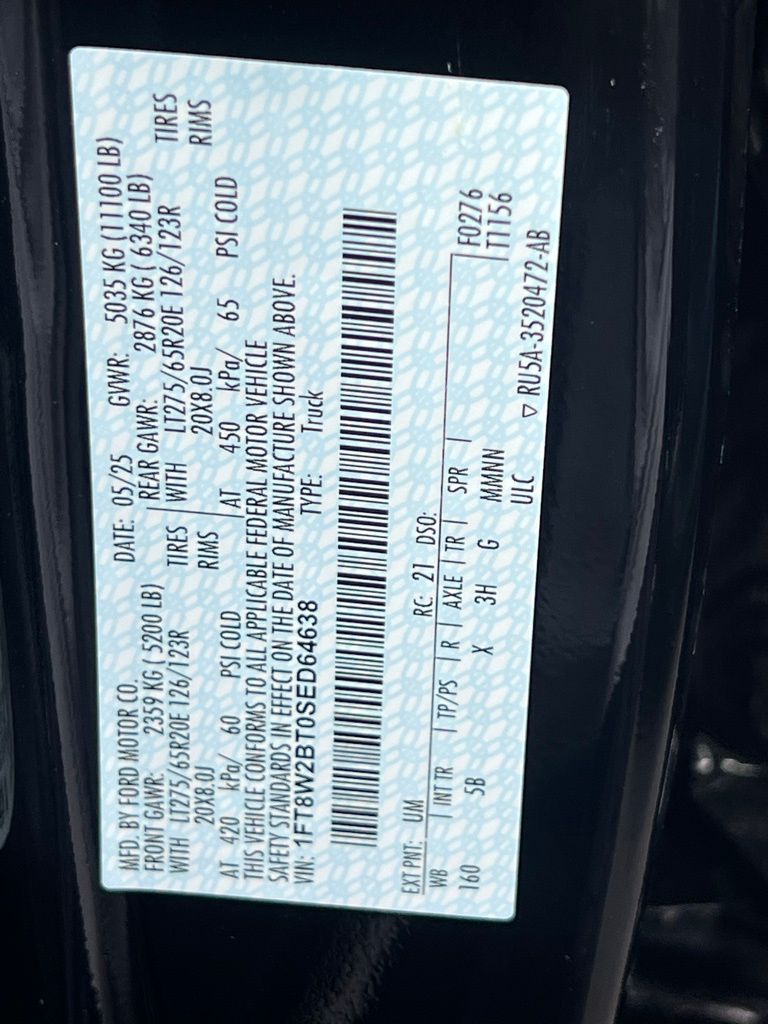 MFD. BY FORD MOTOR CO.
DATE: 05/25 GVWR: 5035 KG (11100 LB)
FRONT GAWR: 2359 KG ( 5200 LB) REAR GAWR: 2876 KG ( 6340 LB)
WITH LT275/65R20E 126/123R TIRES WITH LT275/65R20E 126/123R TIRES
20X8.0J RIMS 20X8.0J RIMS
AT 420 kPa/ 60 PSI COLD AT 450 kPa/ 65 PSI COLD
THIS VEHICLE CONFORMS TO ALL APPLICABLE FEDERAL MOTOR VEHICLE
SAFETY STANDARDS IN EFFECT ON THE DATE OF MANUFACTURE SHOWN ABOVE.
VIN: 1FT8W2BT0SED64638 TYPE: Truck
EXT PNT: UM RC: 21 DSO:
WB INT TR TP/PS R AXLE TR SPR F0276
160 5B X 3H G MMMNN T1156
ULC
▽ RU5A-3520472-AB